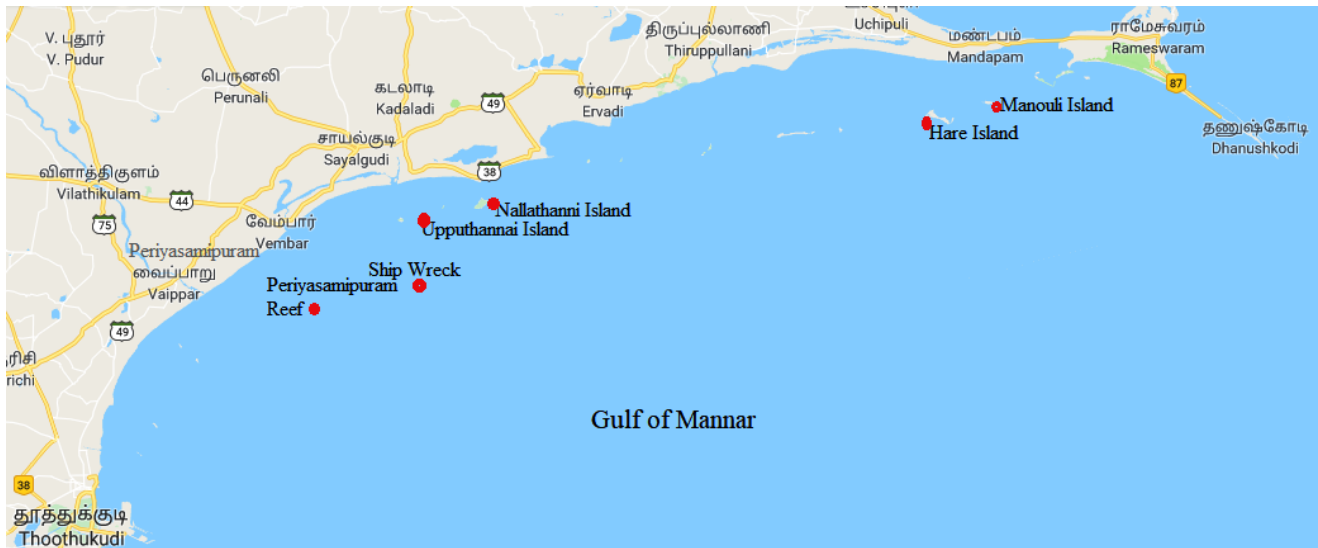 திருப்புல்லாணி
Thiruppullani
Uchipuli
மண்டபம்
Mandapam
ராமேசுவரம்
Rameswaram
87
V. புதூர்
V. Pudur
பெருனலி
Perunali
கடலாடி
Kadaladi
49
ஏர்வாடி
Ervadi
Manouli Island
Hare Island
தனுஷ்கோடி
Dhanushkodi
சாயல்குடி
Sayalgudi
38
விளாத்திகுளம்
Vilathikulam
44
75
வேம்பார்
Vembar
Nallathanni Island
Upputhannai Island
Periyasamipuram
வைப்பாறு
Vaippar
Ship Wreck
Periyasamipuram
Reef
49
ரிசி
richi
Gulf of Mannar
38
தூத்துக்குடி
Thoothukudi